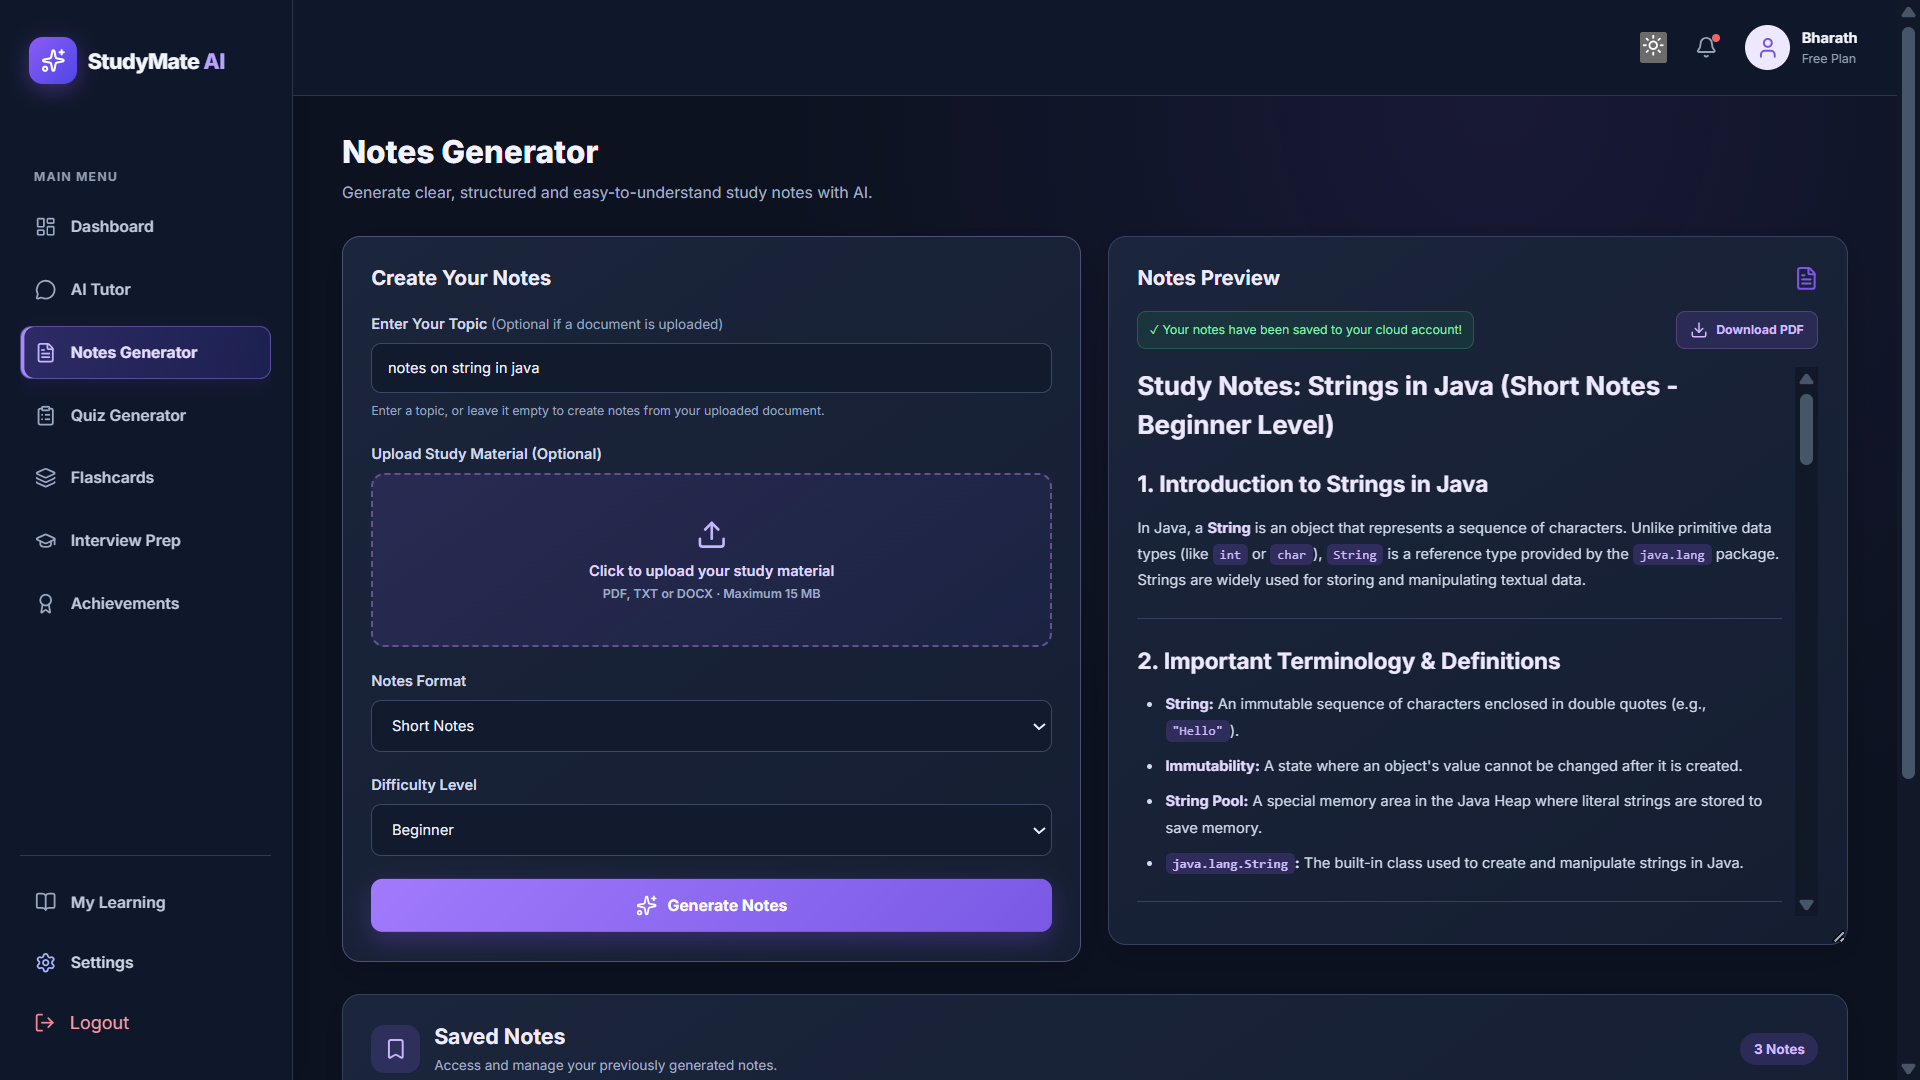 StudyMate AI
Bharath
Free Plan
MAIN MENU
Dashboard
AI Tutor
Notes Generator
Quiz Generator
Flashcards
Interview Prep
Achievements
My Learning
Settings
Logout
Notes Generator
Generate clear, structured and easy-to-understand study notes with AI.
Create Your Notes
Enter Your Topic (Optional if a document is uploaded)
notes on string in java
Enter a topic, or leave it empty to create notes from your uploaded document.
Upload Study Material (Optional)
Click to upload your study material
PDF, TXT or DOCX · Maximum 15 MB
Notes Format
Short Notes
Difficulty Level
Beginner
Generate Notes
Notes Preview
✓ Your notes have been saved to your cloud account!
Download PDF
Study Notes: Strings in Java (Short Notes -
Beginner Level)
1. Introduction to Strings in Java
In Java, a String is an object that represents a sequence of characters. Unlike primitive data
types (like int or char), String is a reference type provided by the java.lang package.
Strings are widely used for storing and manipulating textual data.
2. Important Terminology & Definitions
• String: An immutable sequence of characters enclosed in double quotes (e.g.,
"Hello").
• Immutability: A state where an object's value cannot be changed after it is created.
• String Pool: A special memory area in the Java Heap where literal strings are stored to
save memory.
• java.lang.String: The built-in class used to create and manipulate strings in Java.
Saved Notes
Access and manage your previously generated notes.
3 Notes